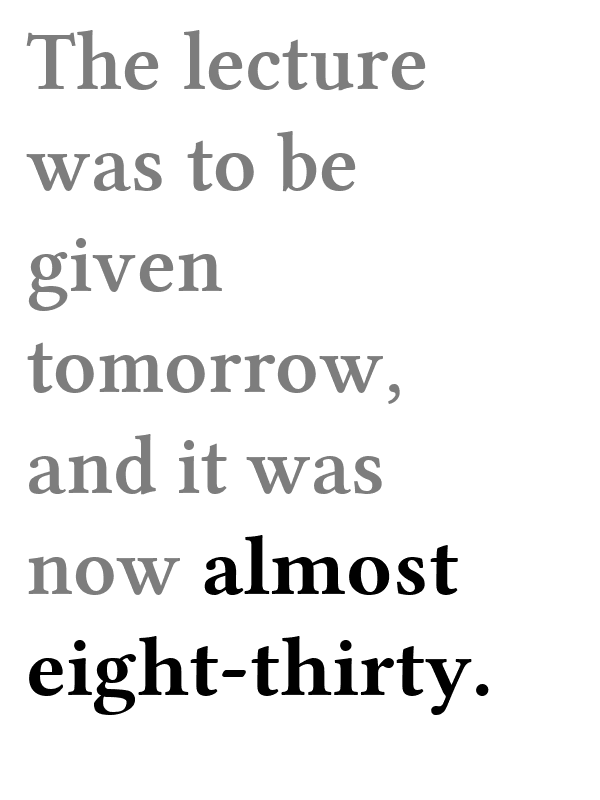 The lecture
was to be
given
tomorrow,
and it was
now almost
eight-thirty.